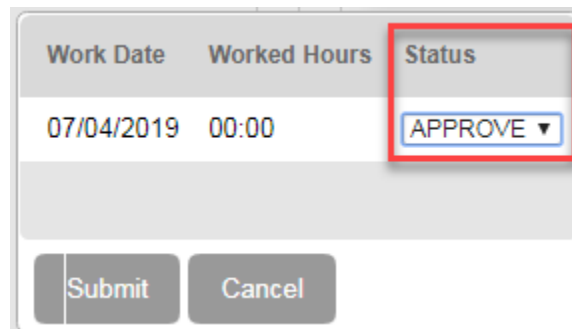 Work Date Worked Hours Status
07/04/2019 00:00 APPROVE
Submit Cancel